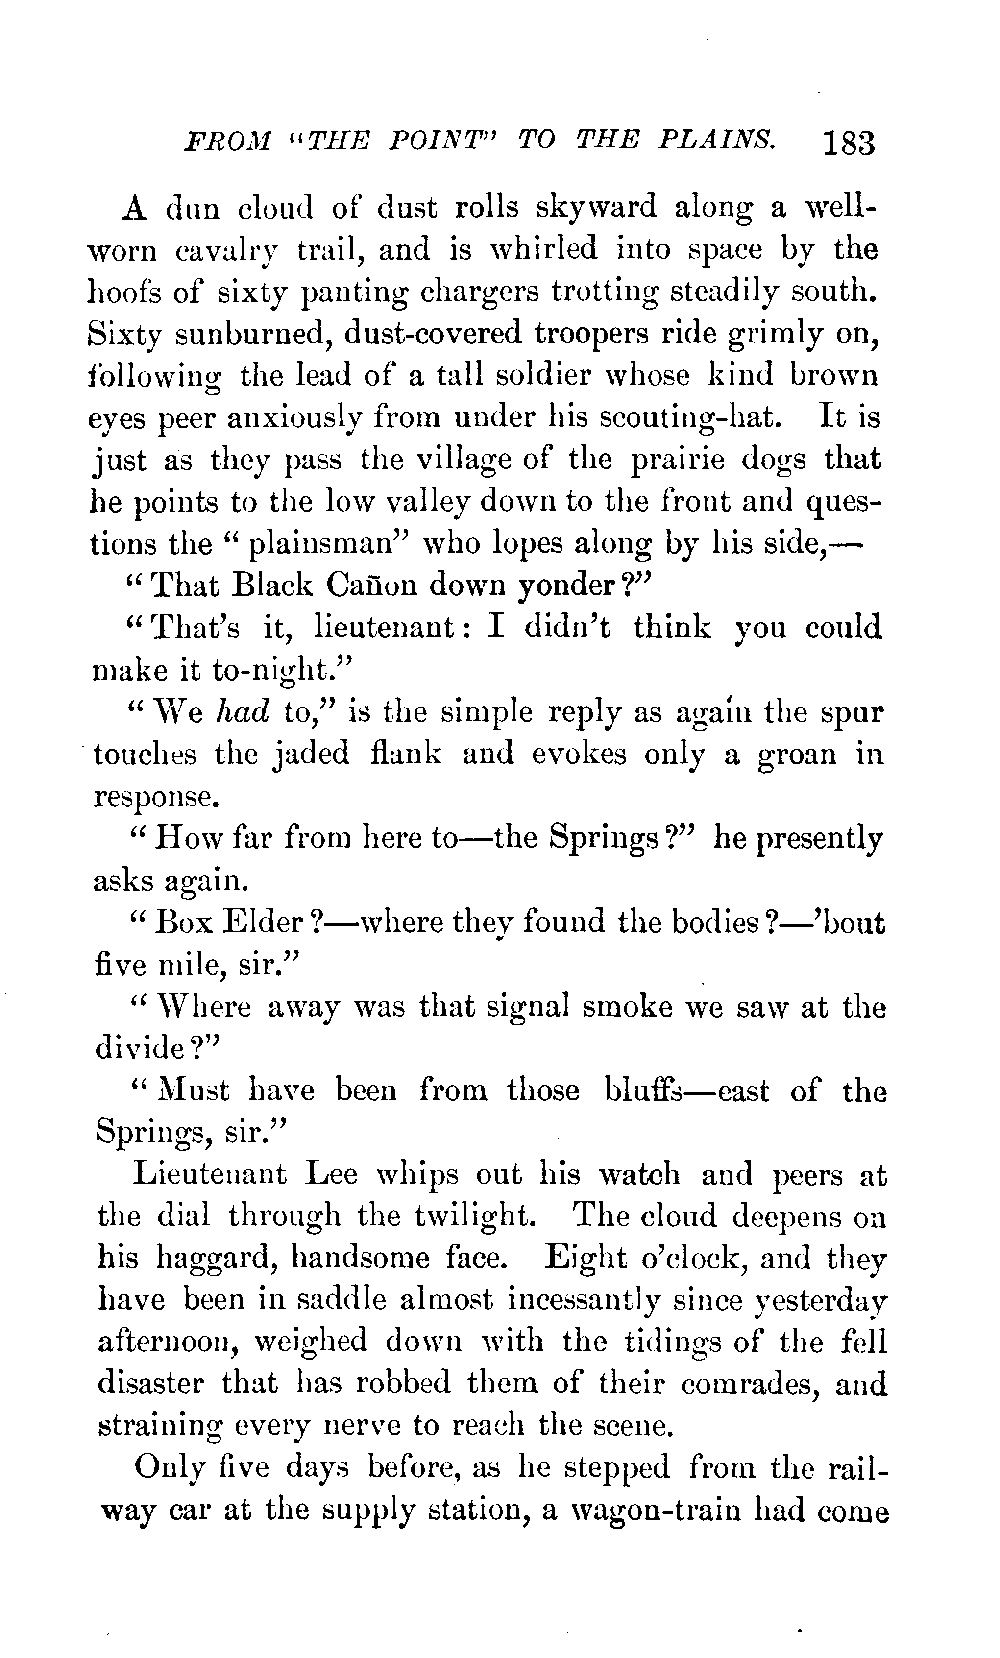 FROM "THE POINT" TO THE PLAINS. 183
A dun cloud of dust rolls skyward along a well-
worn cavalry trail, and is whirled into space by the
hoofs of sixty panting chargers trotting steadily south.
Sixty sunburned, dust-covered troopers ride grimly on,
following the lead of a tall soldier whose kind brown
eyes peer anxiously from under his scouting-hat. It is
just as they pass the village of the prairie dogs that
he points to the low valley down to the front and ques-
tions the "plainsman" who lopes along by his side,—
"That Black Cañon down yonder?"
"That's it, lieutenant: I didn't think you could
make it to-night."
"We had to," is the simple reply as again the spur
touches the jaded flank and evokes only a groan in
response.
"How far from here to—the Springs?" he presently
asks again.
"Box Elder?—where they found the bodies?—'bout
five mile, sir."
"Where away was that signal smoke we saw at the
divide?"
"Must have been from those bluffs—east of the
Springs, sir."
Lieutenant Lee whips out his watch and peers at
the dial through the twilight. The cloud deepens on
his haggard, handsome face. Eight o'clock, and they
have been in saddle almost incessantly since yesterday
afternoon, weighed down with the tidings of the fell
disaster that has robbed them of their comrades, and
straining every nerve to reach the scene.
Only five days before, as he stepped from the rail-
way car at the supply station, a wagon-train had come